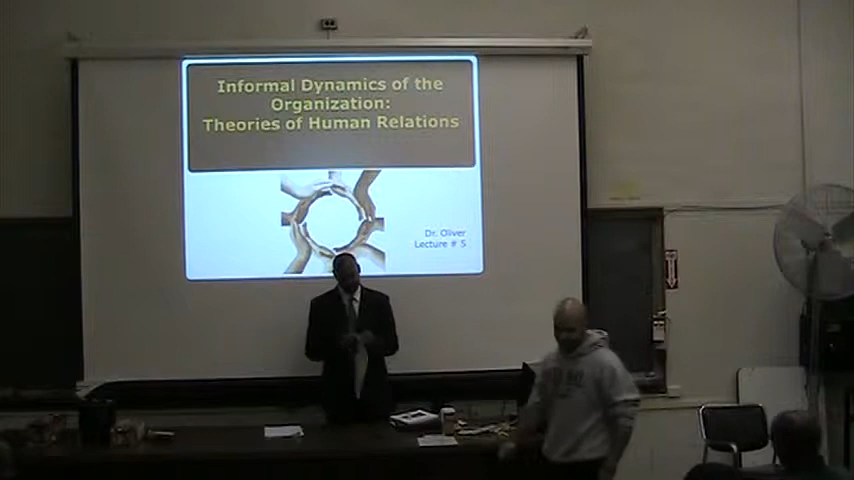 Informal Dynamics of the
Organization:
Theories of Human Relations
Dr. Oliver
Lecture # 5